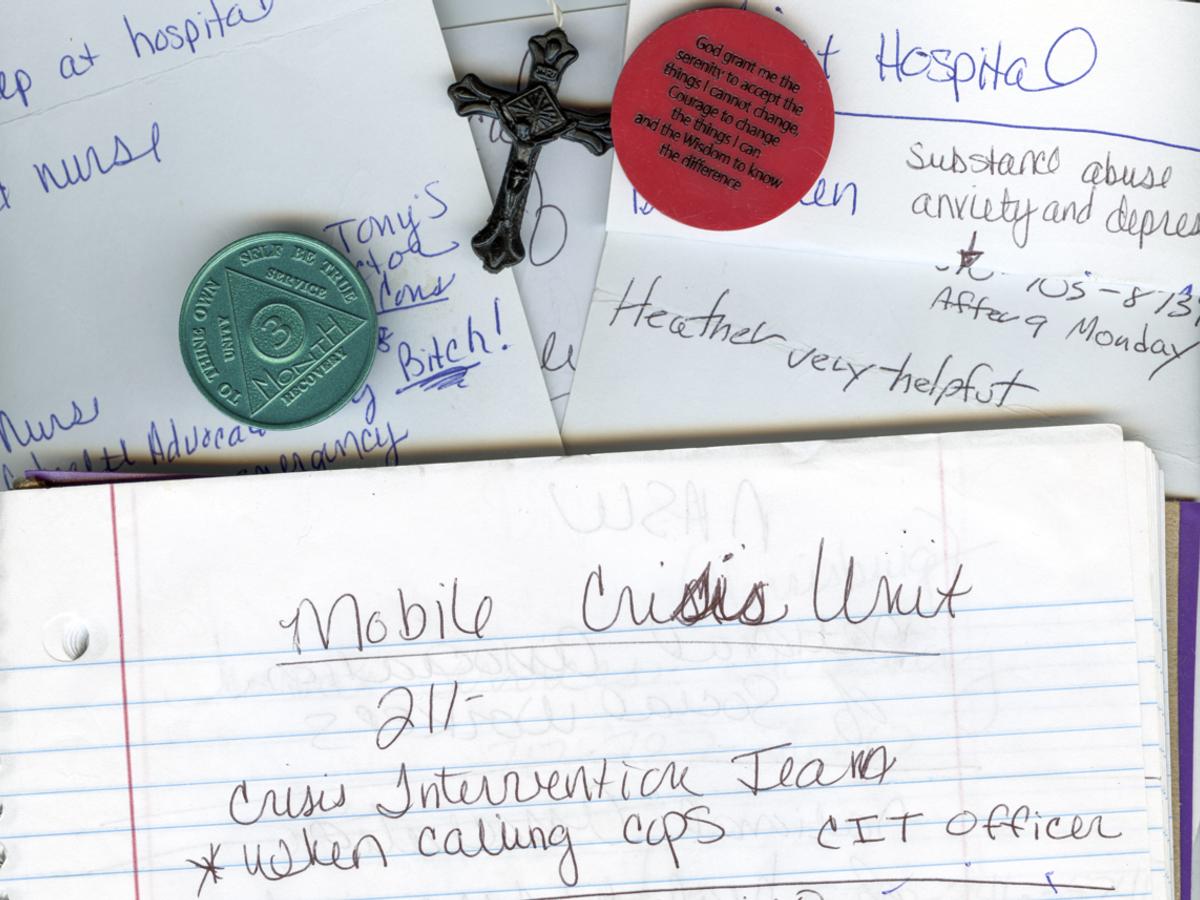 ep at hospital
nurse
Tony's
Cons
Bitch!
Nurse
TO THINE OWN SELF BE TRUE
UNITY SERVICE RECOVERY
3
MONTH
God grant me the
serenity to accept the
things I cannot change,
Courage to change
the things I can,
and the Wisdom to know
the difference
Hospital
Substance abuse
anxiety and depres
After 9 Monday
Heather very helpful
Mobile Crisis Unit
211-
Crisis Intervention Team
* when calling cops CIT Officer